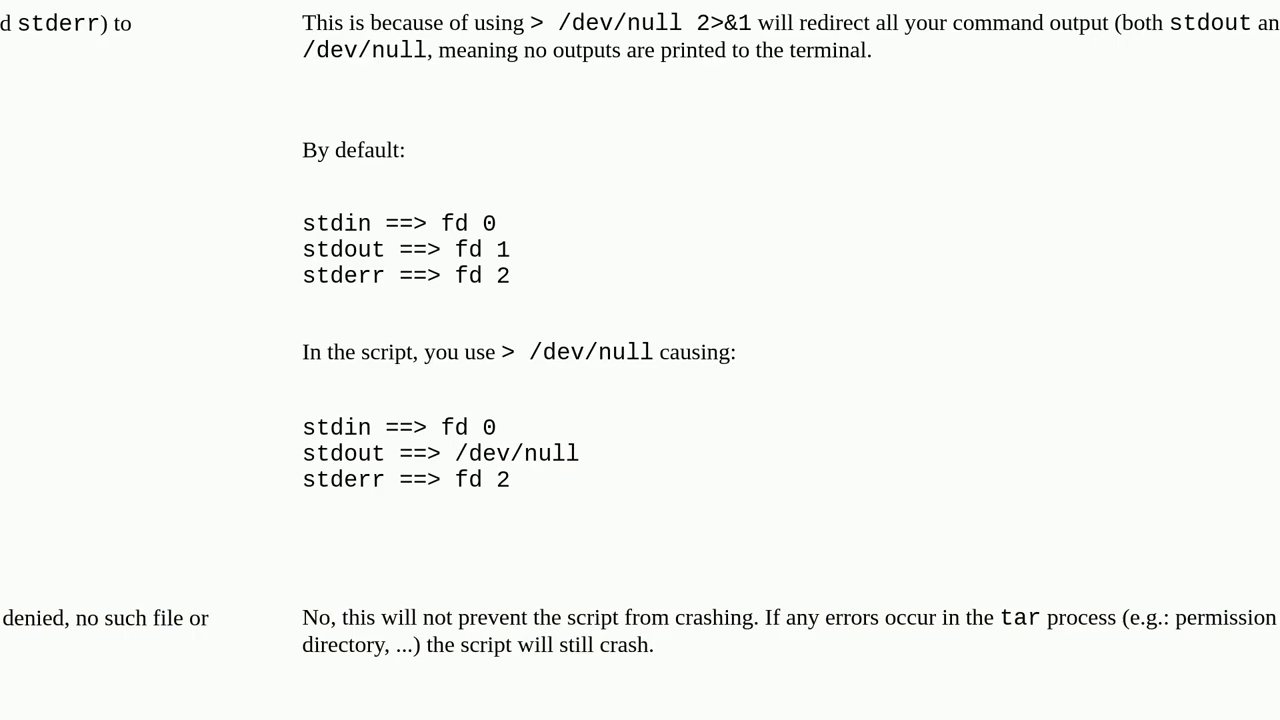 This is because of using > /dev/null 2>&1 will redirect all your command output (both stdout an
d stderr) to
/dev/null, meaning no outputs are printed to the terminal.
By default:
stdin ==> fd 0
stdout ==> fd 1
stderr ==> fd 2
In the script, you use > /dev/null causing:
stdin ==> fd 0
stdout ==> /dev/null
stderr ==> fd 2
No, this will not prevent the script from crashing. If any errors occur in the tar process (e.g.: permission
denied, no such file or
directory, ...) the script will still crash.